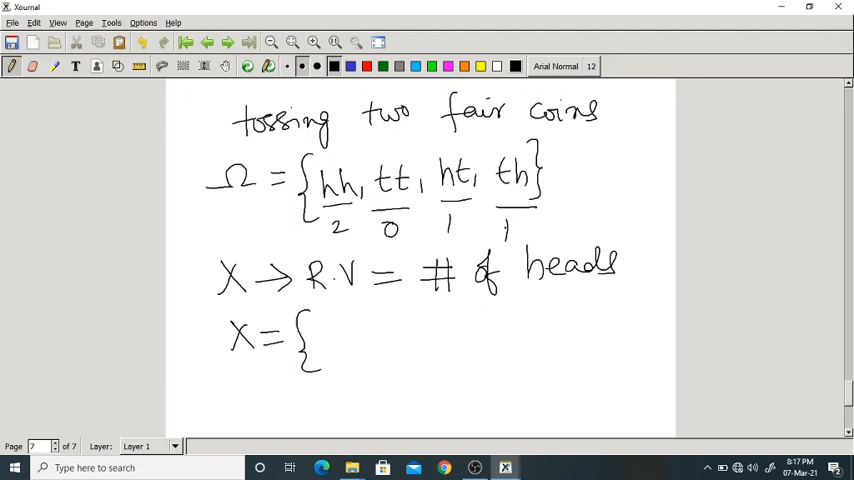 Xournal
File Edit View Page Tools Options Help
Arial Normal 12
tossing two fair coins
Ω = {hh, tt, ht, th}
2 0 1 1
X → R.V = # of heads
X = {
Page 7 of 7 Layer: Layer 1
Type here to search
8:17 PM
07-Mar-21
2